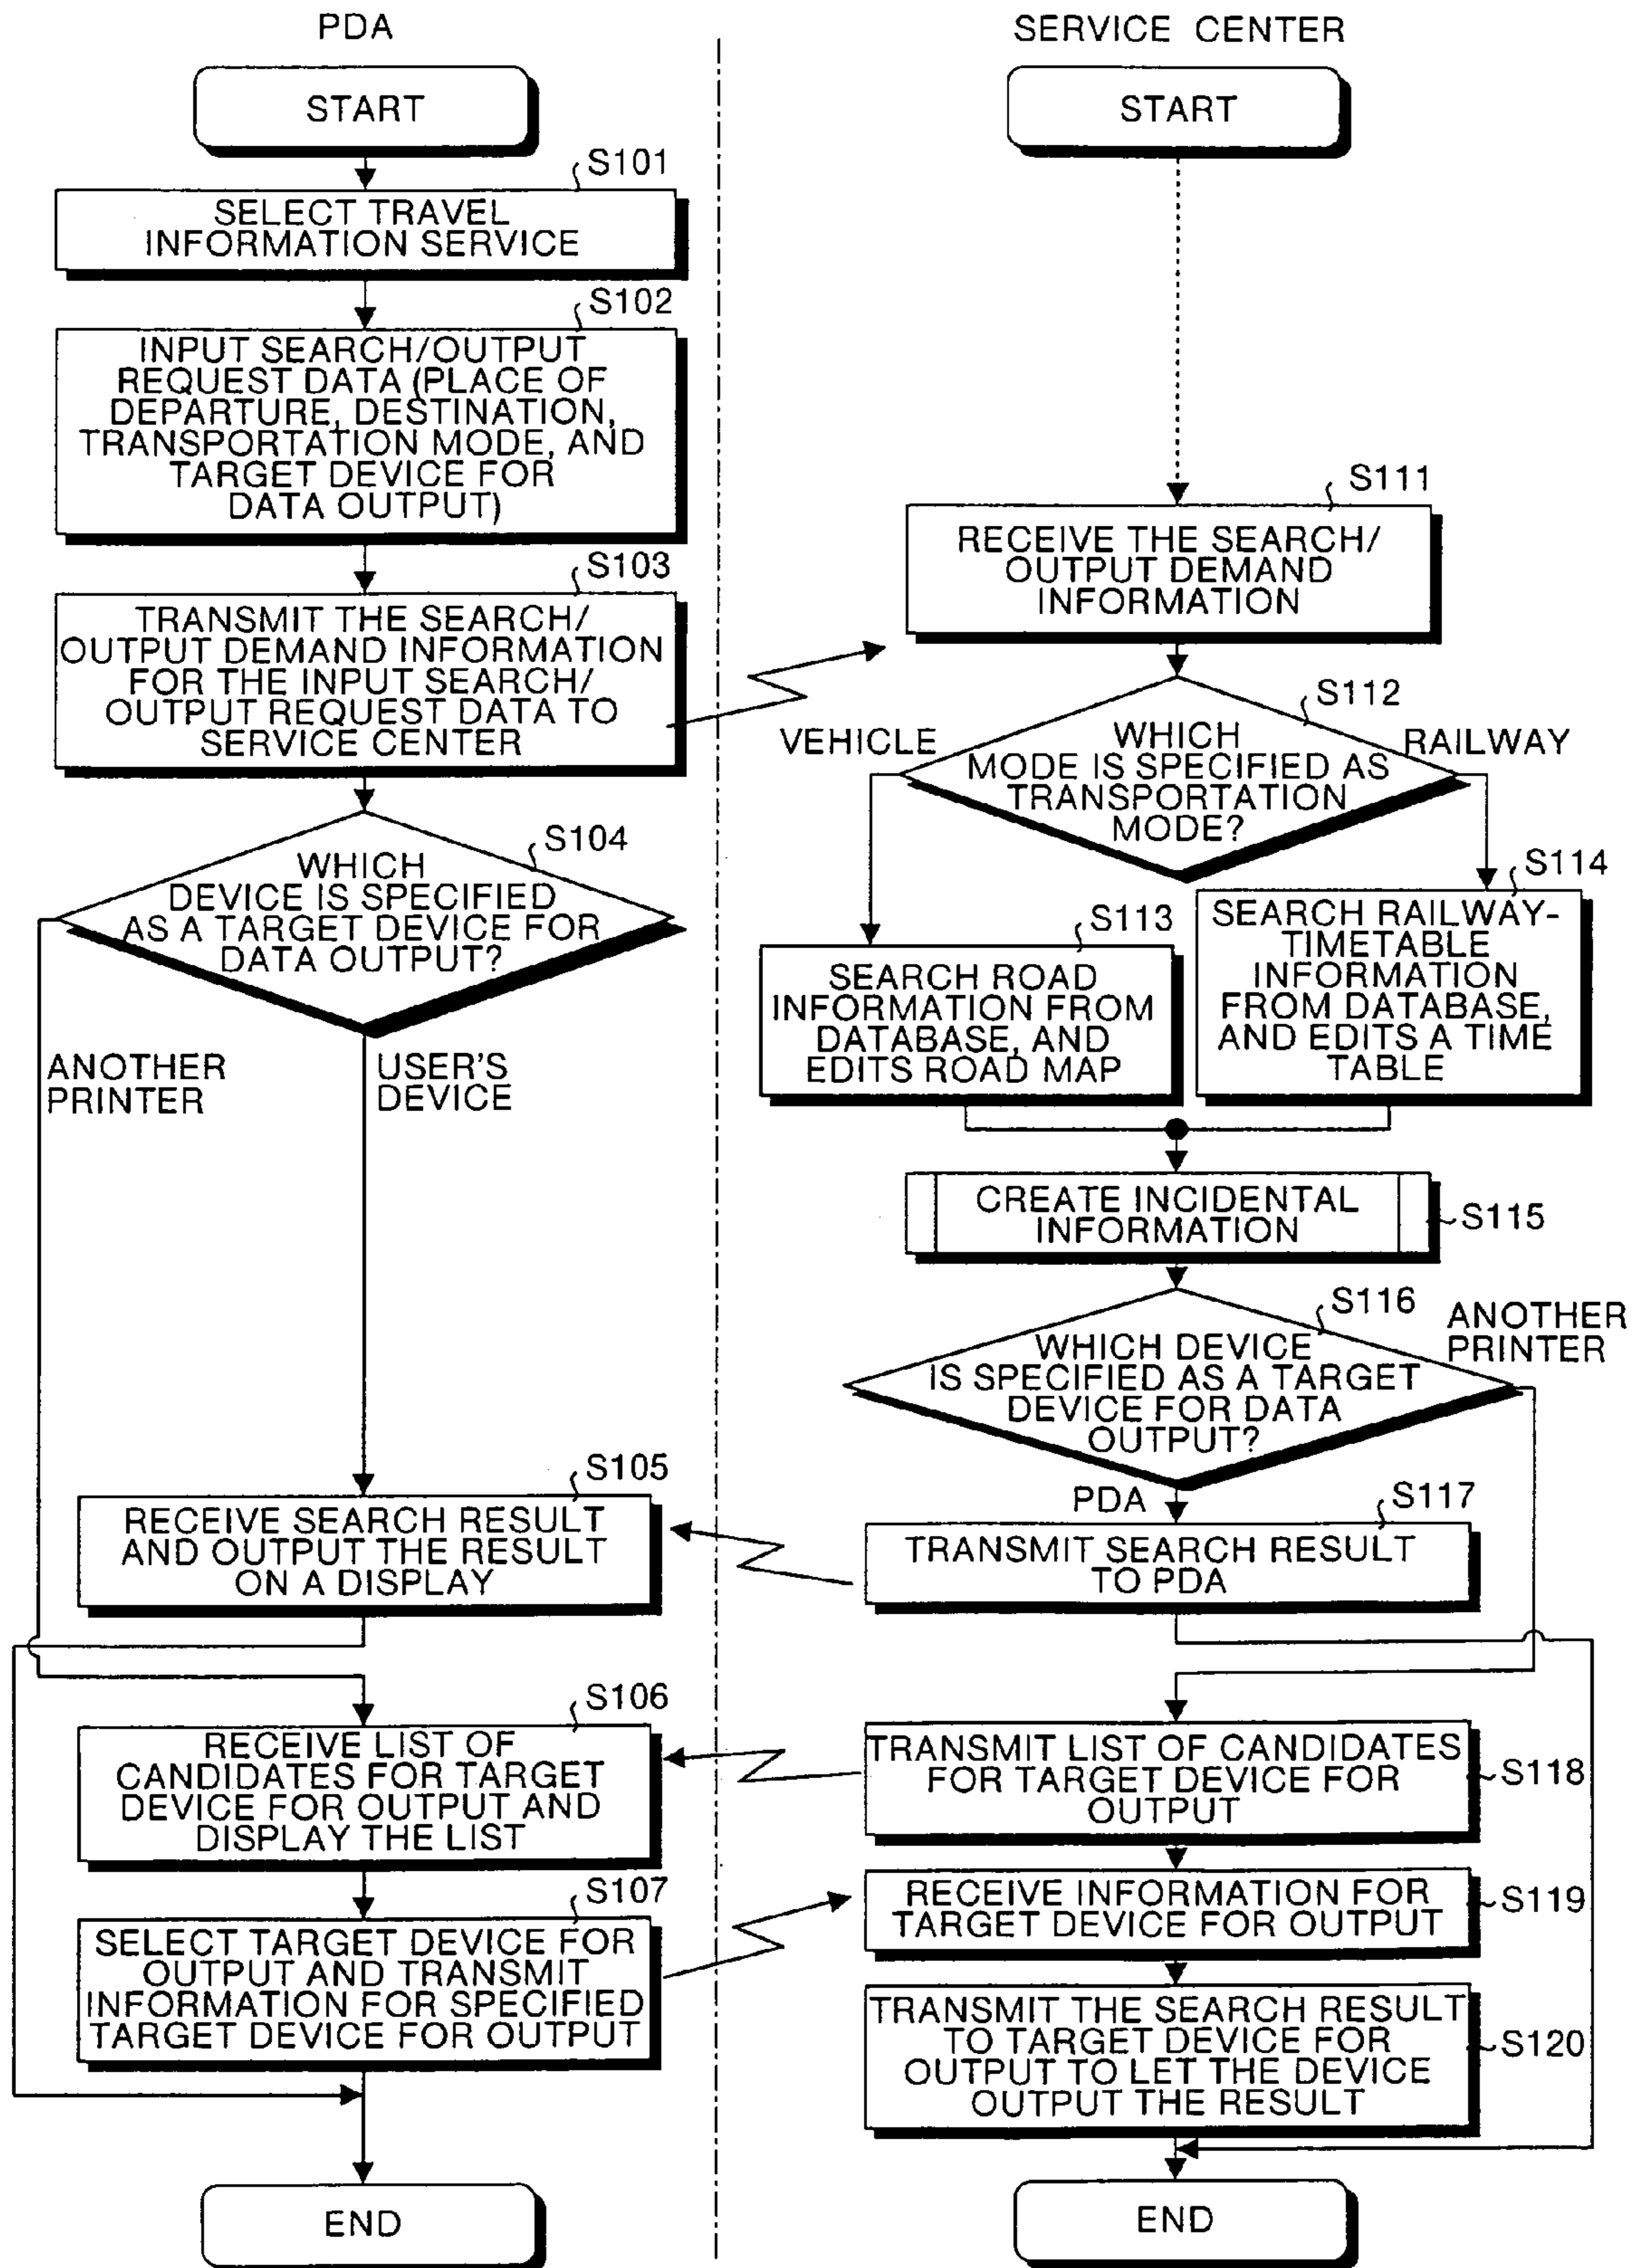 PDA
START
S101
SELECT TRAVEL
INFORMATION SERVICE
S102
INPUT SEARCH/OUTPUT
REQUEST DATA (PLACE OF
DEPARTURE, DESTINATION,
TRANSPORTATION MODE, AND
TARGET DEVICE FOR
DATA OUTPUT)
S103
TRANSMIT THE SEARCH/
OUTPUT DEMAND INFORMATION
FOR THE INPUT SEARCH/
OUTPUT REQUEST DATA TO
SERVICE CENTER
S104
WHICH
DEVICE IS SPECIFIED
AS A TARGET DEVICE FOR
DATA OUTPUT?
ANOTHER
PRINTER
USER'S
DEVICE
S105
RECEIVE SEARCH RESULT
AND OUTPUT THE RESULT
ON A DISPLAY
S106
RECEIVE LIST OF
CANDIDATES FOR TARGET
DEVICE FOR OUTPUT AND
DISPLAY THE LIST
S107
SELECT TARGET DEVICE FOR
OUTPUT AND TRANSMIT
INFORMATION FOR SPECIFIED
TARGET DEVICE FOR OUTPUT
END
SERVICE CENTER
START
S111
RECEIVE THE SEARCH/
OUTPUT DEMAND
INFORMATION
S112
VEHICLE
WHICH
MODE IS SPECIFIED AS
TRANSPORTATION
MODE?
RAILWAY
S113
SEARCH ROAD
INFORMATION FROM
DATABASE, AND
EDITS ROAD MAP
S114
SEARCH RAILWAY-
TIMETABLE
INFORMATION
FROM DATABASE,
AND EDITS A TIME
TABLE
CREATE INCIDENTAL
INFORMATION
S115
S116
WHICH DEVICE
IS SPECIFIED AS A TARGET
DEVICE FOR DATA
OUTPUT?
ANOTHER
PRINTER
PDA
S117
TRANSMIT SEARCH RESULT
TO PDA
TRANSMIT LIST OF CANDIDATES
FOR TARGET DEVICE FOR
OUTPUT
S118
RECEIVE INFORMATION FOR
TARGET DEVICE FOR OUTPUT
S119
TRANSMIT THE SEARCH RESULT
TO TARGET DEVICE FOR
OUTPUT TO LET THE DEVICE
OUTPUT THE RESULT
S120
END